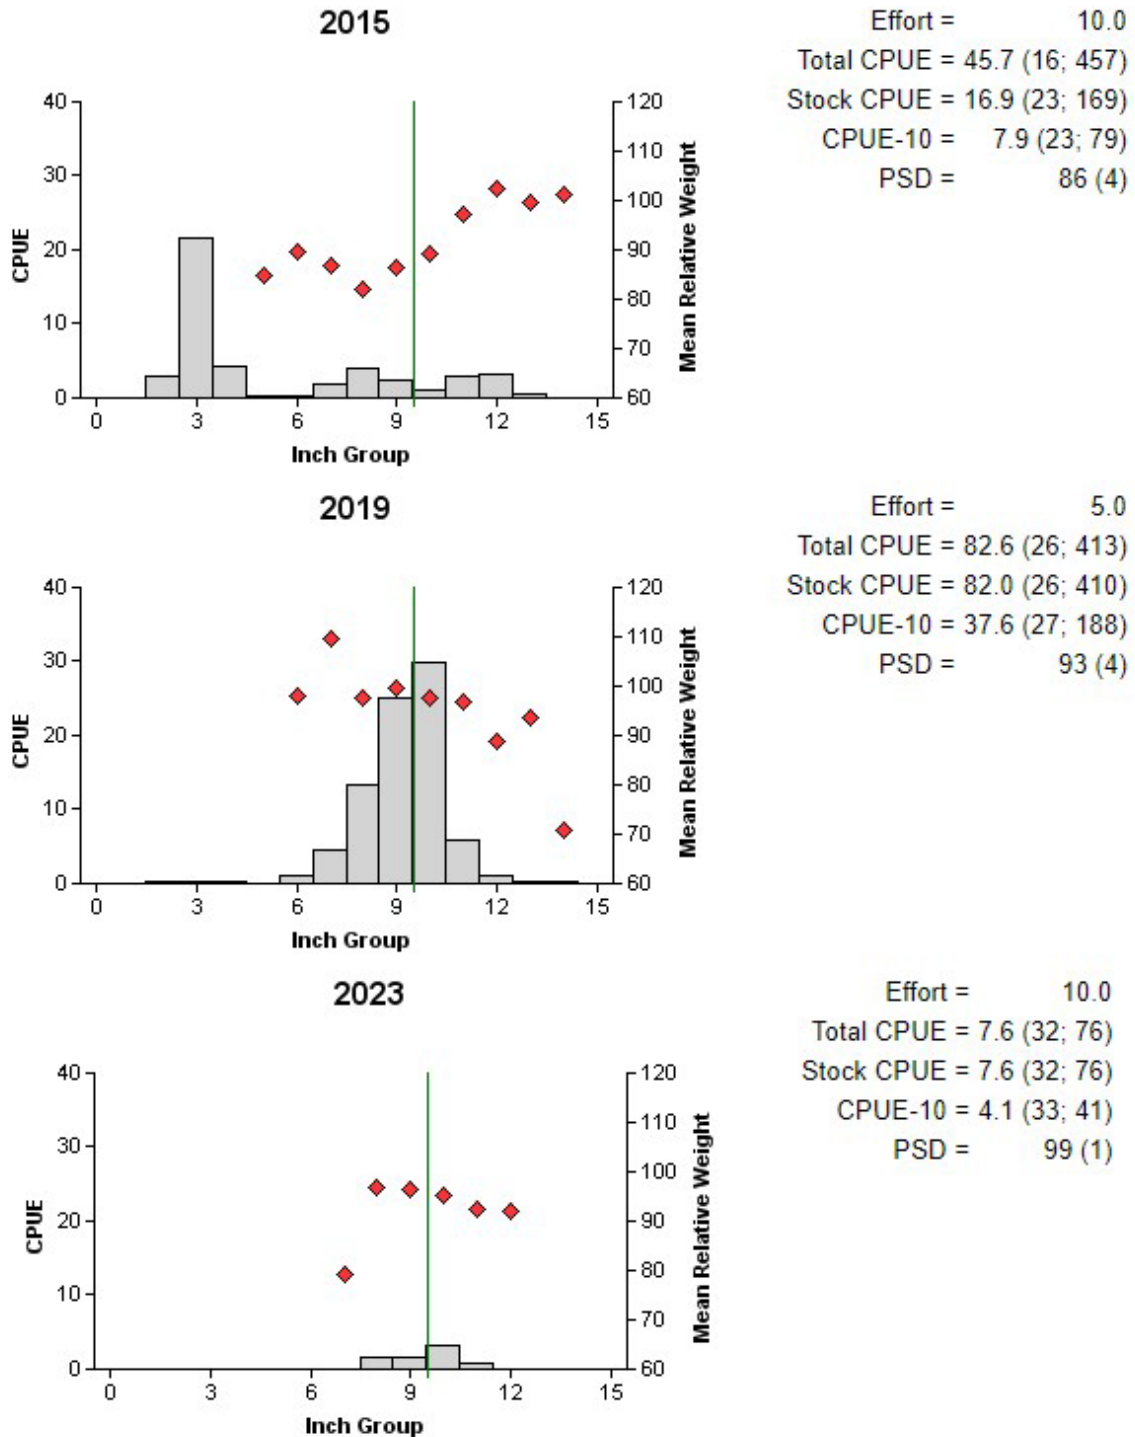 2015
Effort = 10.0
Total CPUE = 45.7 (16; 457)
Stock CPUE = 16.9 (23; 169)
CPUE-10 = 7.9 (23; 79)
PSD = 86 (4)
40
30
20
10
0
CPUE
120
110
100
90
80
70
60
Mean Relative Weight
0 3 6 9 12 15
Inch Group
2019
Effort = 5.0
Total CPUE = 82.6 (26; 413)
Stock CPUE = 82.0 (26; 410)
CPUE-10 = 37.6 (27; 188)
PSD = 93 (4)
40
30
20
10
0
CPUE
120
110
100
90
80
70
60
Mean Relative Weight
0 3 6 9 12 15
Inch Group
2023
Effort = 10.0
Total CPUE = 7.6 (32; 76)
Stock CPUE = 7.6 (32; 76)
CPUE-10 = 4.1 (33; 41)
PSD = 99 (1)
40
30
20
10
0
CPUE
120
110
100
90
80
70
60
Mean Relative Weight
0 3 6 9 12 15
Inch Group